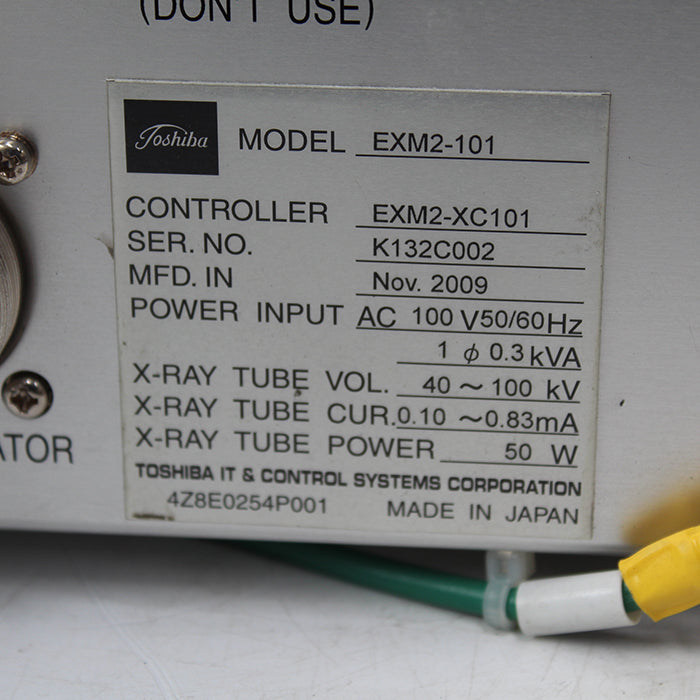 (DON'T USE)
Toshiba MODEL EXM2-101
CONTROLLER EXM2-XC101
SER. NO. K132C002
MFD. IN Nov. 2009
POWER INPUT AC 100 V50/60Hz
1 ϕ 0.3 kVA
X-RAY TUBE VOL. 40 ~ 100 kV
X-RAY TUBE CUR. 0.10 ~0.83mA
X-RAY TUBE POWER 50 W
ATOR
TOSHIBA IT & CONTROL SYSTEMS CORPORATION
4Z8E0254P001 MADE IN JAPAN